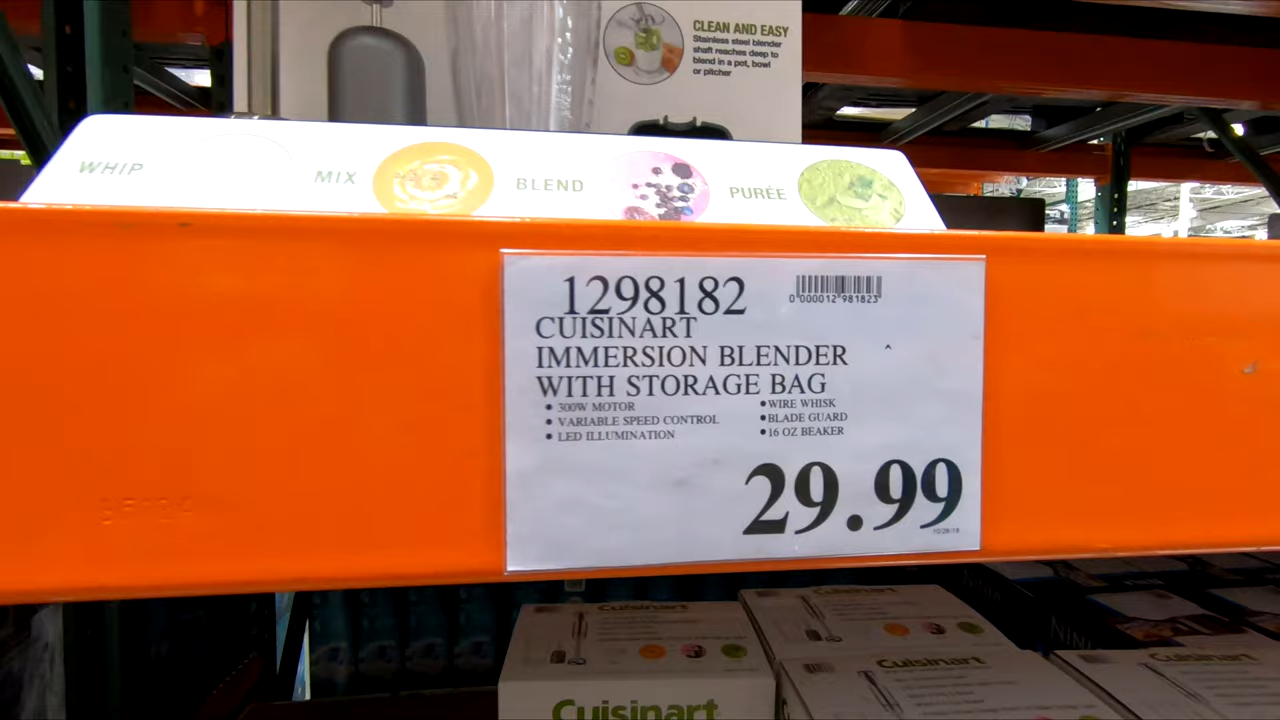 CLEAN AND EASY
Stainless steel blender
shaft reaches deep to
blend in a pot, bowl
or pitcher
WHIP
MIX
BLEND
PURÉE
1298182
0 000012 981823
CUISINART
IMMERSION BLENDER
WITH STORAGE BAG
^
• 300W MOTOR
• VARIABLE SPEED CONTROL
• LED ILLUMINATION
• WIRE WHISK
• BLADE GUARD
• 16 OZ BEAKER
29.99
Cuisinart
Cuisinart
Cuisinart
Cuisinart
Cuisinart